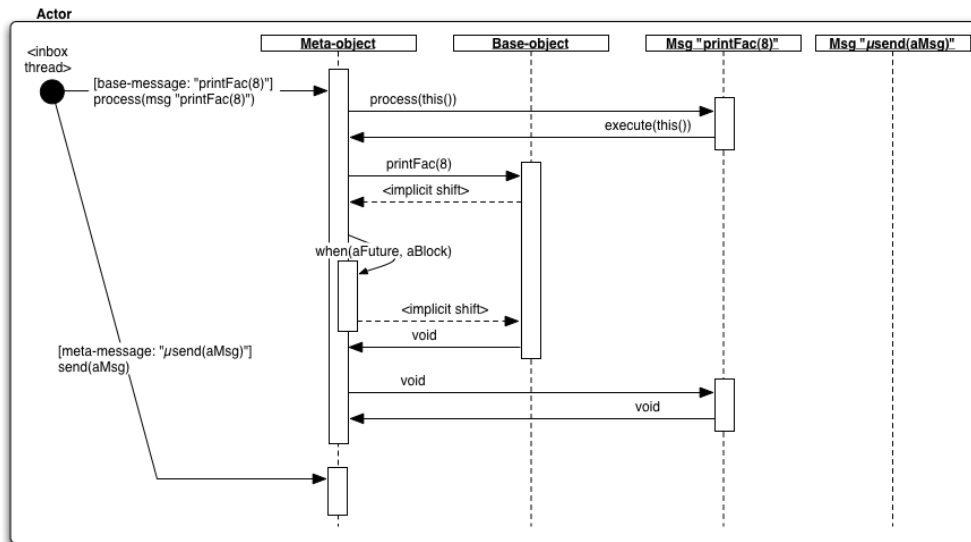 Actor
<inbox
thread>
Meta-object
Base-object
Msg "printFac(8)"
Msg "µsend(aMsg)"
[base-message: "printFac(8)"]
process(msg "printFac(8)")
process(this())
execute(this())
printFac(8)
<implicit shift>
when(aFuture, aBlock)
<implicit shift>
void
[meta-message: "µsend(aMsg)"]
send(aMsg)
void
void